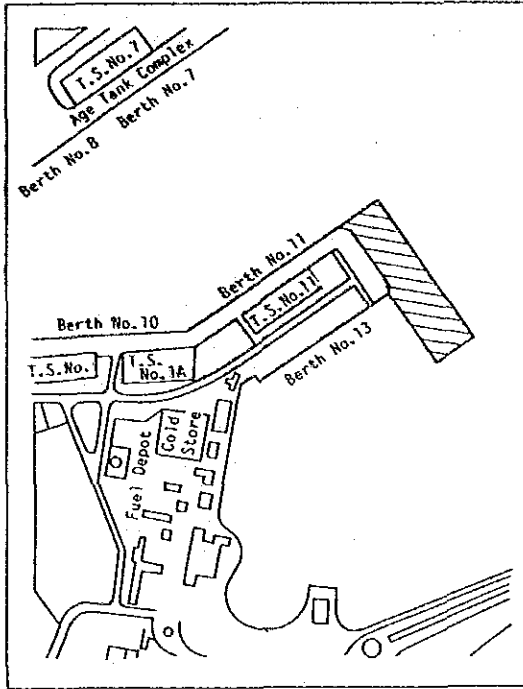 T.S.No.7
Age Tank Complex
Berth No.8 Berth No.7
Berth No.11
T.S.No.11
Berth No.10
Berth No.13
T.S.No.
T.S.
No.1A
Cold
Store
Fuel Depot